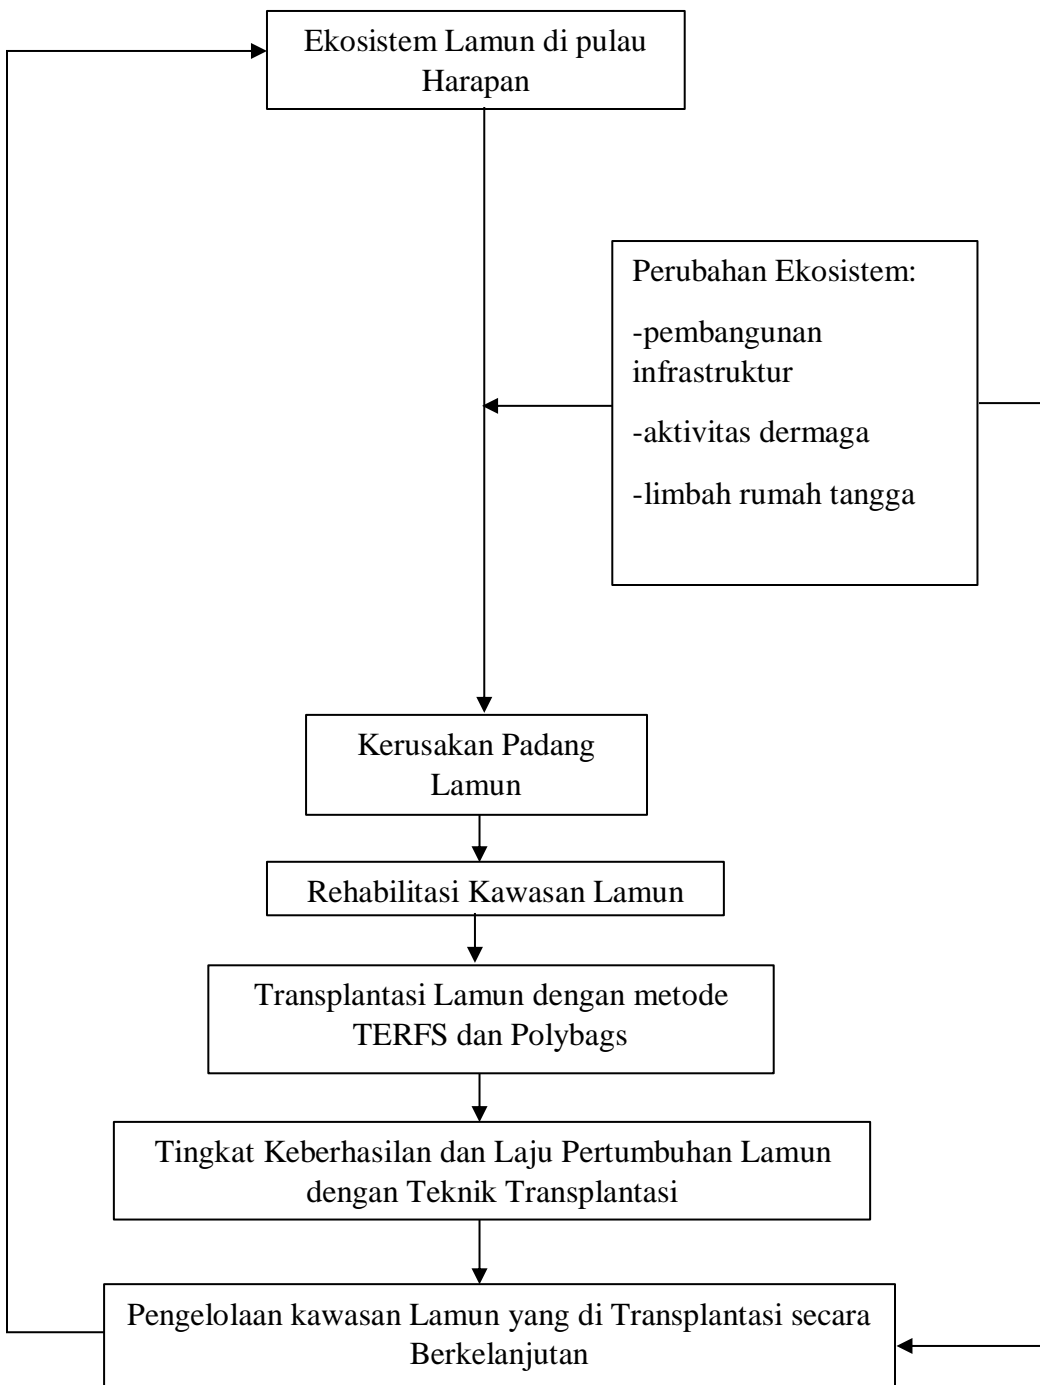 Ekosistem Lamun di pulau
Harapan
Perubahan Ekosistem:
-pembangunan
infrastruktur
-aktivitas dermaga
-limbah rumah tangga
Kerusakan Padang
Lamun
Rehabilitasi Kawasan Lamun
Transplantasi Lamun dengan metode
TERFS dan Polybags
Tingkat Keberhasilan dan Laju Pertumbuhan Lamun
dengan Teknik Transplantasi
Pengelolaan kawasan Lamun yang di Transplantasi secara
Berkelanjutan